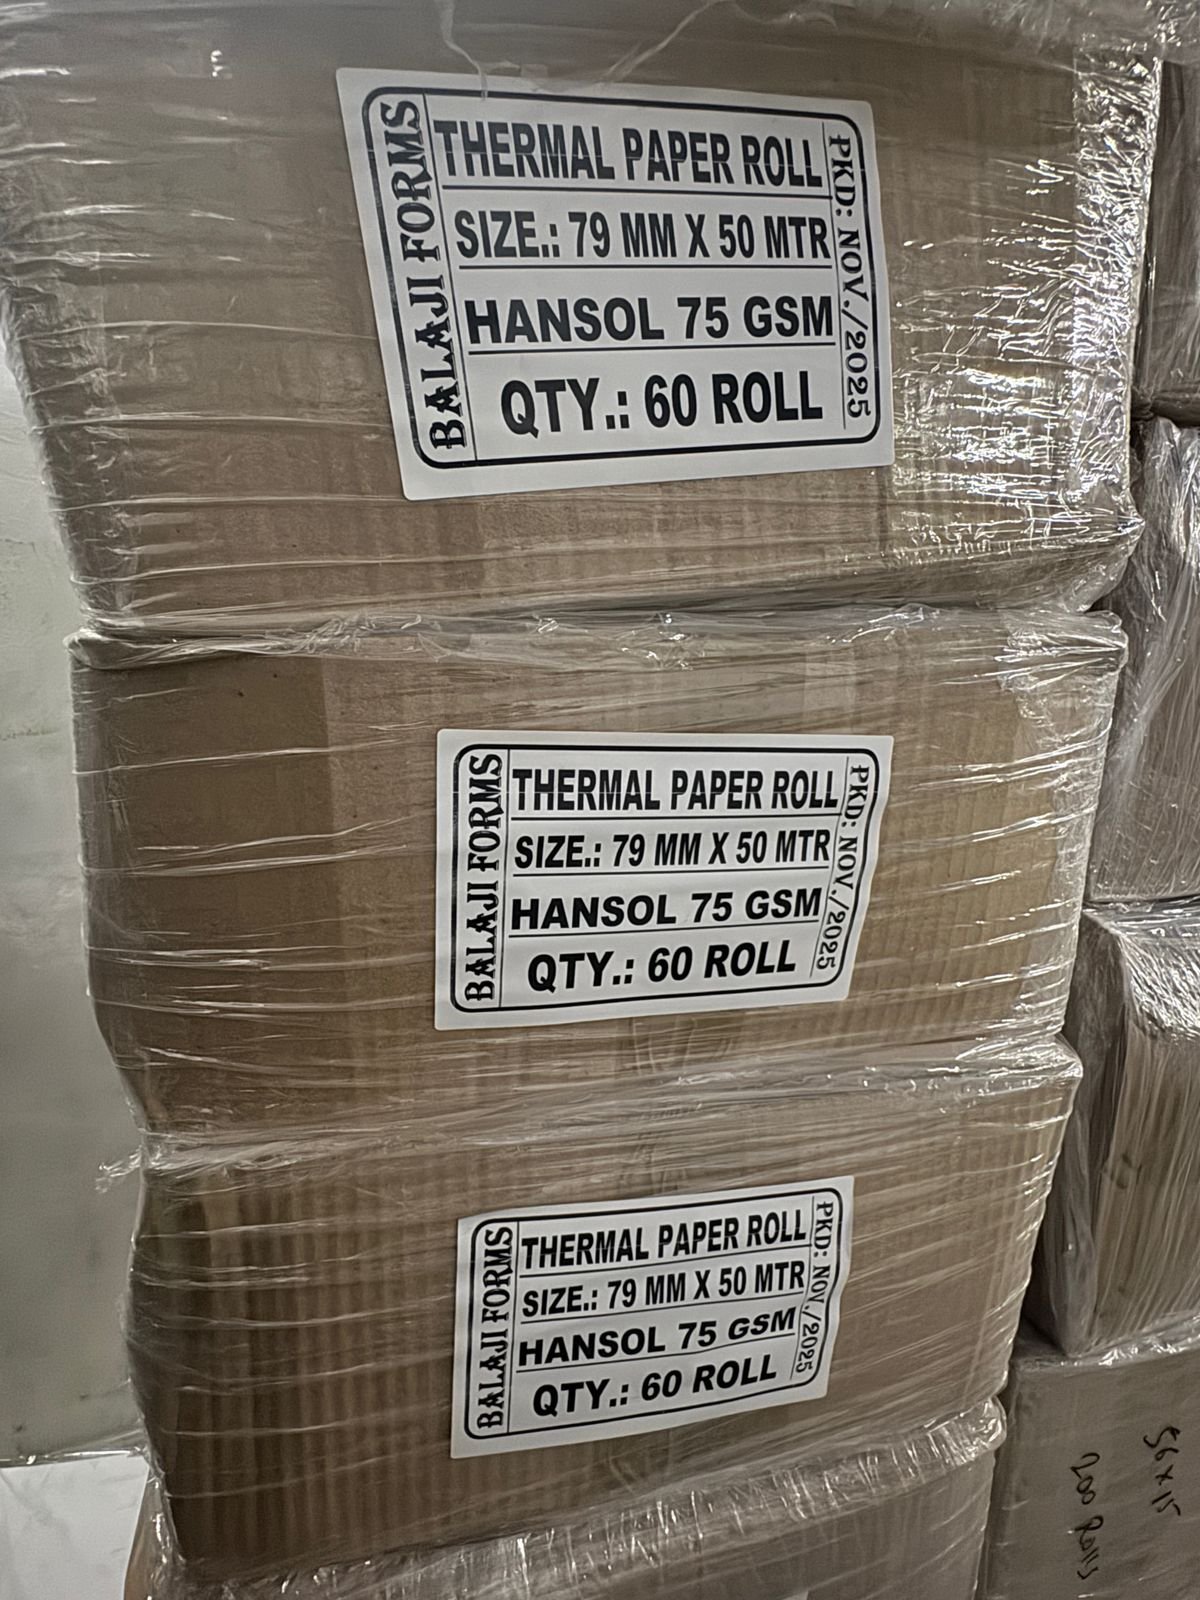 BALAJI FORMS
THERMAL PAPER ROLL
SIZE.: 79 MM X 50 MTR
HANSOL 75 GSM
QTY.: 60 ROLL
PKD: NOV./2025
BALAJI FORMS
THERMAL PAPER ROLL
SIZE.: 79 MM X 50 MTR
HANSOL 75 GSM
QTY.: 60 ROLL
PKD: NOV./2025
BALAJI FORMS
THERMAL PAPER ROLL
SIZE.: 79 MM X 50 MTR
HANSOL 75 GSM
QTY.: 60 ROLL
PKD: NOV./2025
56 x 15
200 Rolls